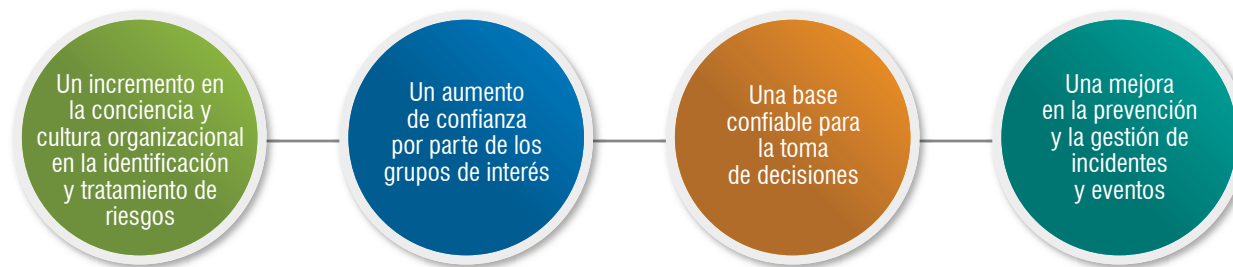 Un incremento en
la conciencia y
cultura organizacional
en la identificación
y tratamiento de
riesgos
Un aumento
de confianza
por parte de los
grupos de interés
Una base
confiable para
la toma
de decisiones
Una mejora
en la prevención
y la gestión de
incidentes
y eventos